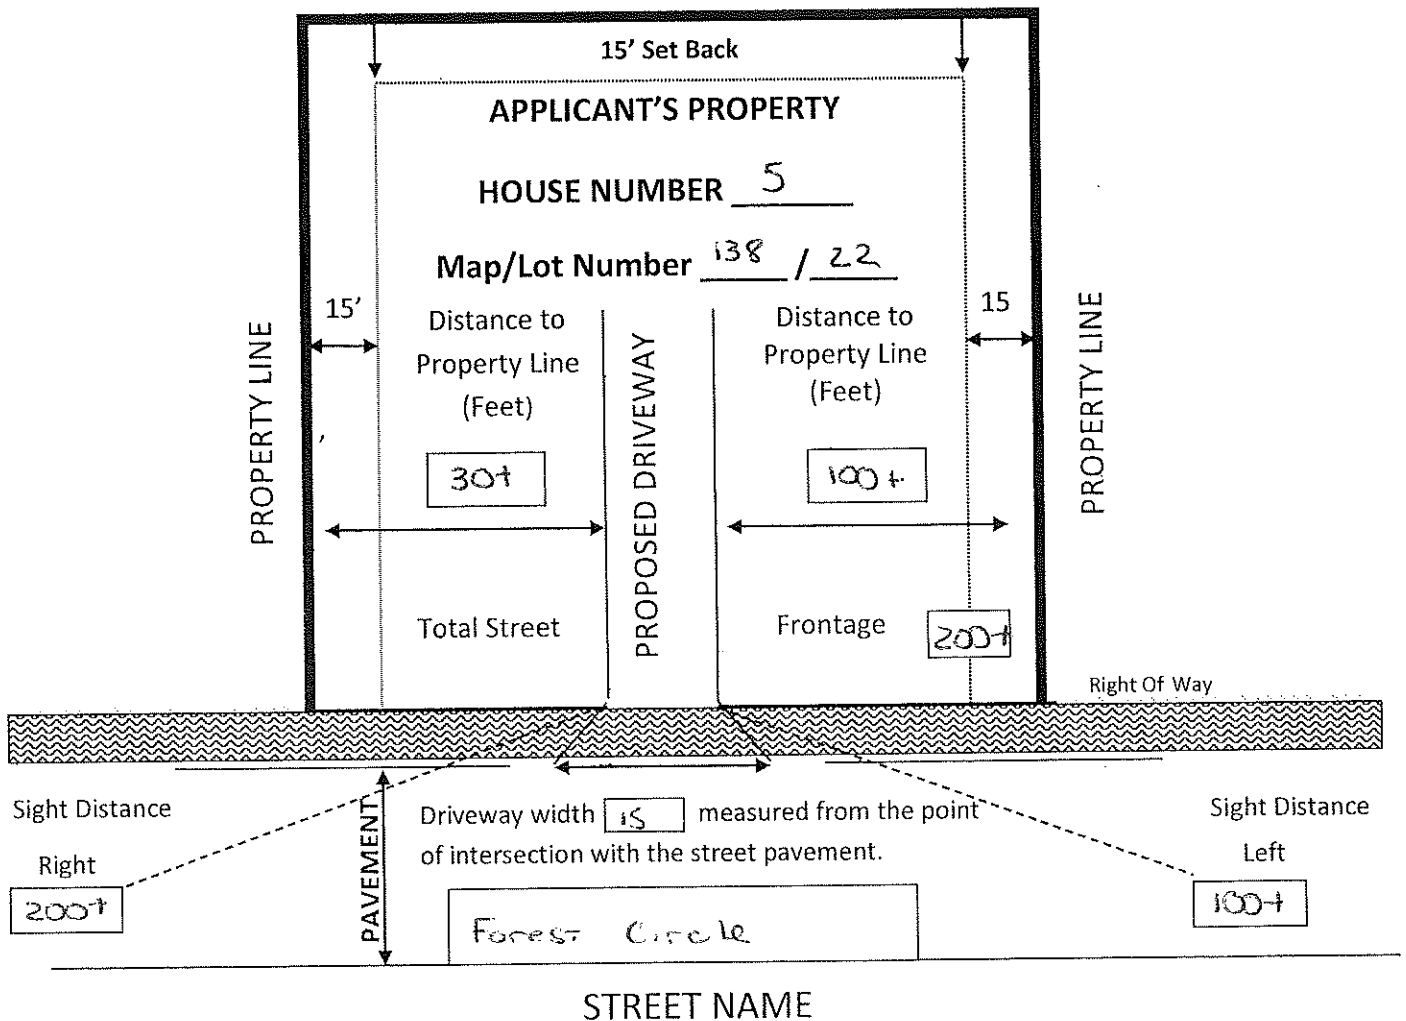 15' Set Back
APPLICANT'S PROPERTY
HOUSE NUMBER 5
Map/Lot Number 138 / 22
15'
Distance to
Property Line
(Feet)
30+
PROPERTY LINE
PROPOSED DRIVEWAY
Distance to
Property Line
(Feet)
100+
15
PROPERTY LINE
Total Street
Frontage 200+
Right Of Way
Sight Distance
Right
200+
PAVEMENT
Driveway width 15 measured from the point
of intersection with the street pavement.
Sight Distance
Left
100+
Forest Circle
STREET NAME